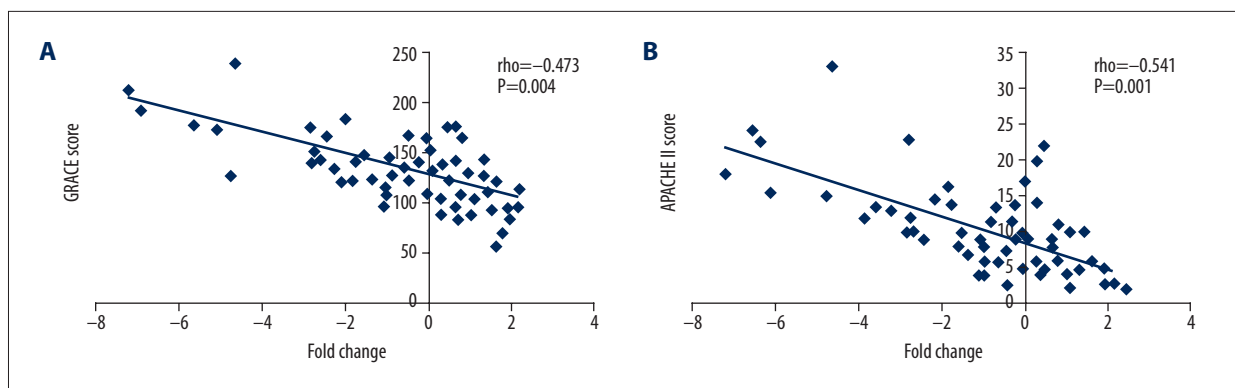 A
250
200
150
100
50
0
−8 −6 −4 −2 0 2 4
Fold change
GRACE score
rho=−0.473
P=0.004
B
35
30
25
20
15
10
5
0
−8 −6 −4 −2 0 2 4
Fold change
APACHE II score
rho=−0.541
P=0.001